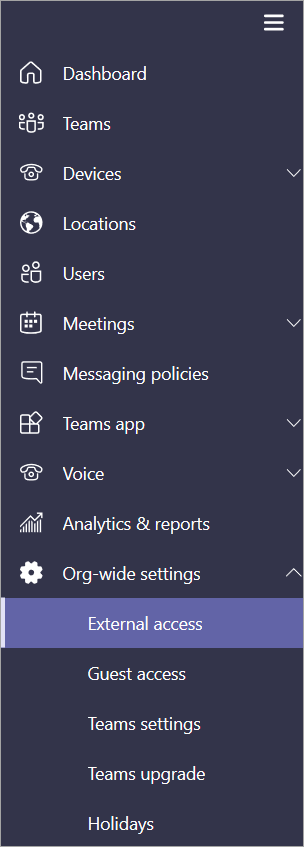 Dashboard
Teams
Devices
Locations
Users
Meetings
Messaging policies
Teams app
Voice
Analytics & reports
Org-wide settings
External access
Guest access
Teams settings
Teams upgrade
Holidays